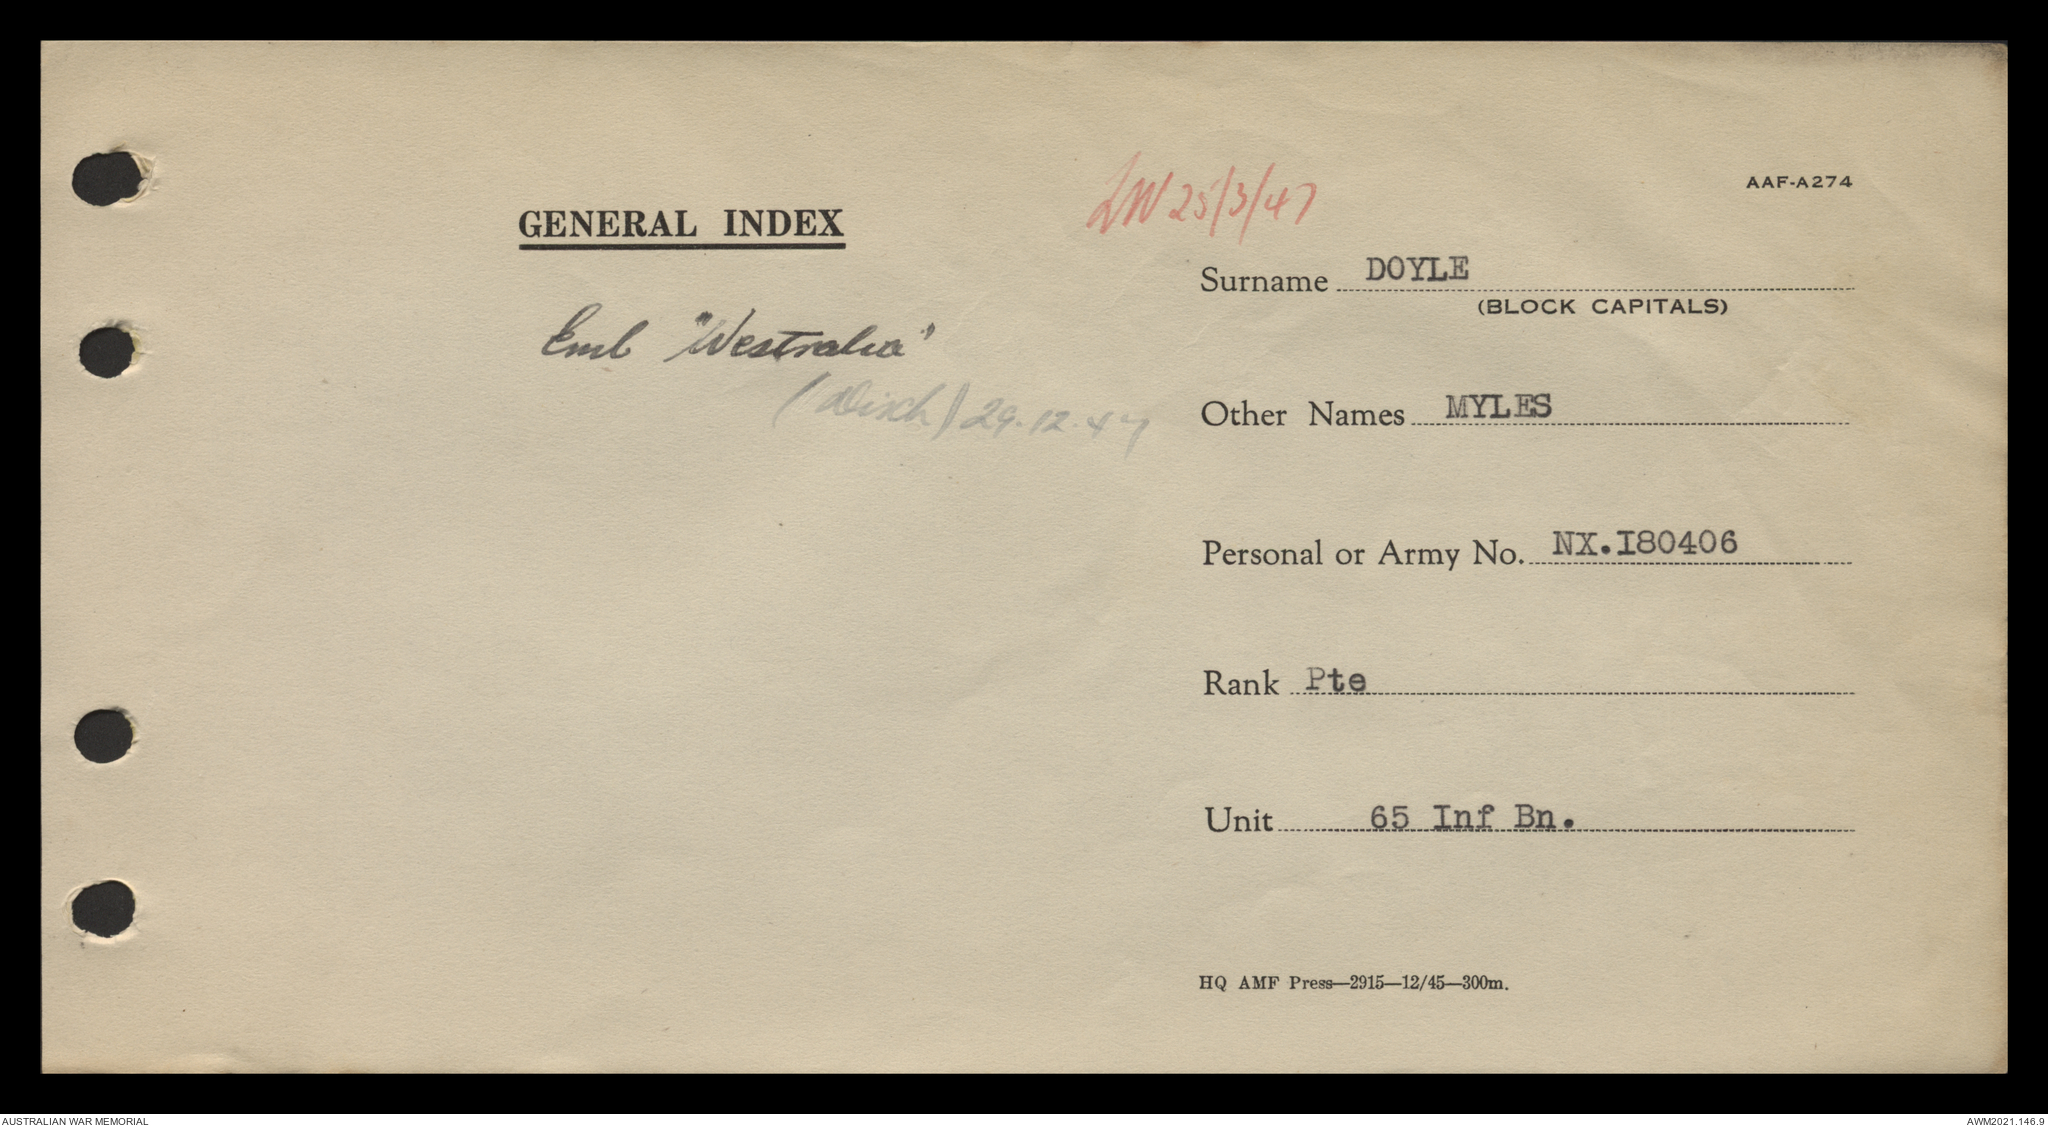 LW 25/3/47
AAF-A274
GENERAL INDEX
Surname DOYLE
(BLOCK CAPITALS)
Emb "Westralia"
(Disch) 29.12.47
Other Names MYLES
Personal or Army No. NX.I80406
Rank Pte
Unit 65 Inf Bn.
HQ AMF Press—2915—12/45—300m.
AUSTRALIAN WAR MEMORIAL
AWM2021.146.9